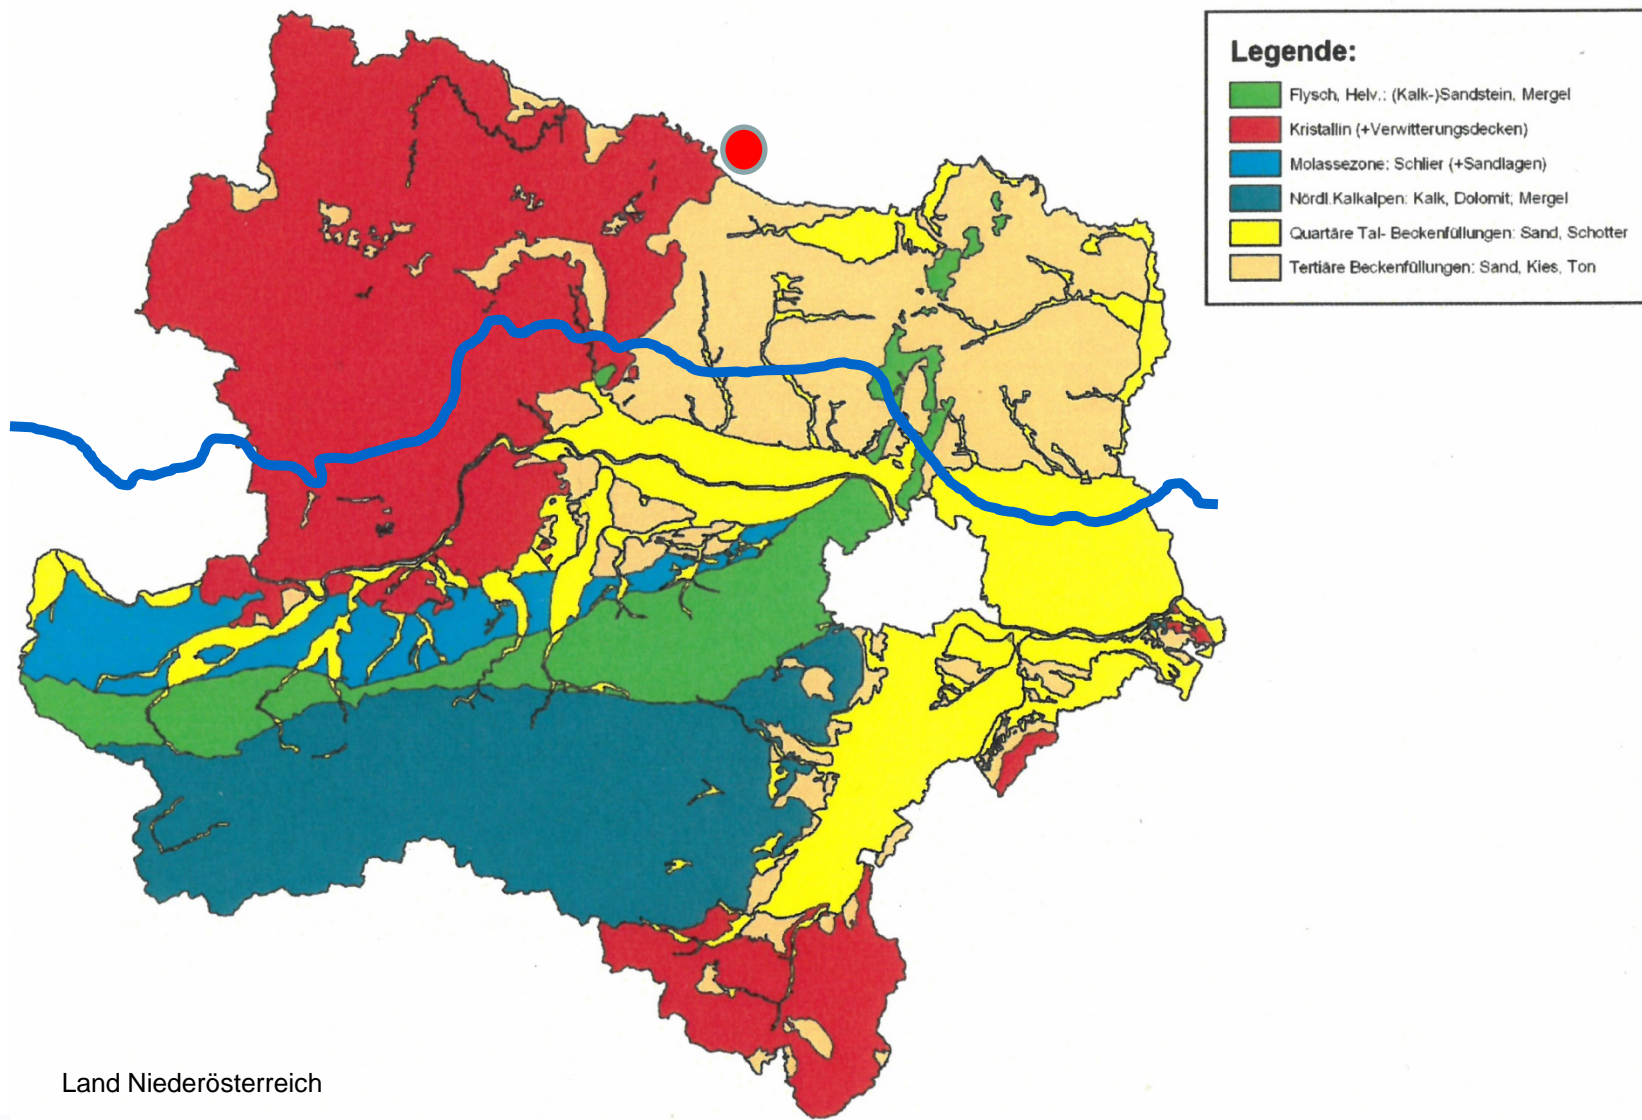 Legende:
Flysch, Helv.: (Kalk-)Sandstein, Mergel
Kristallin (+Verwitterungsdecken)
Molassezone: Schlier (+Sandlagen)
Nördl.Kalkalpen: Kalk, Dolomit, Mergel
Quartäre Tal- Beckenfüllungen: Sand, Schotter
Tertiäre Beckenfüllungen: Sand, Kies, Ton
Land Niederösterreich